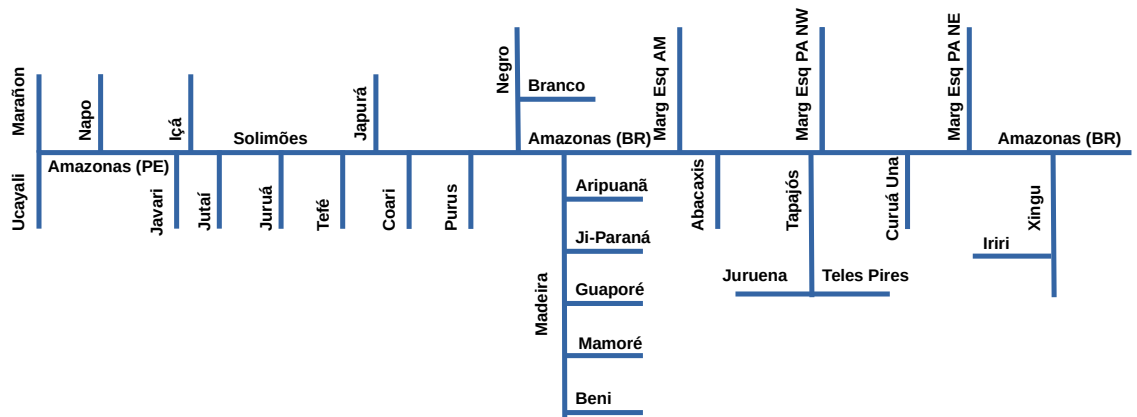 Marañon
Napo
Içá
Solimões
Japurá
Negro
Branco
Marg Esq AM
Marg Esq PA NW
Marg Esq PA NE
Amazonas (BR)
Amazonas (BR)
Amazonas (PE)
Ucayali
Javari
Jutaí
Juruá
Tefé
Coari
Purus
Madeira
Aripuanã
Ji-Paraná
Guaporé
Mamoré
Beni
Abacaxis
Tapajós
Juruena
Teles Pires
Curuá Una
Iriri
Xingu